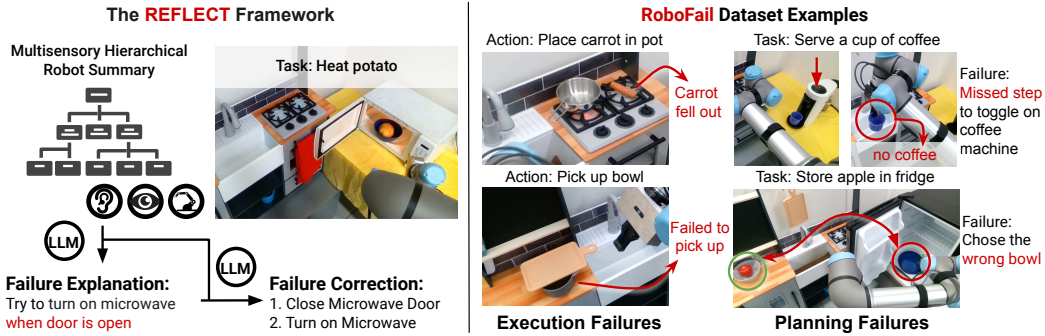 The REFLECT Framework
Multisensory Hierarchical
Robot Summary
Task: Heat potato
LLM
LLM
Failure Explanation:
Try to turn on microwave
when door is open
Failure Correction:
1. Close Microwave Door
2. Turn on Microwave
RoboFail Dataset Examples
Action: Place carrot in pot
Carrot
fell out
Action: Pick up bowl
Failed to
pick up
Execution Failures
Task: Serve a cup of coffee
no coffee
Failure:
Missed step
to toggle on
coffee
machine
Task: Store apple in fridge
Failure:
Chose the
wrong bowl
Planning Failures